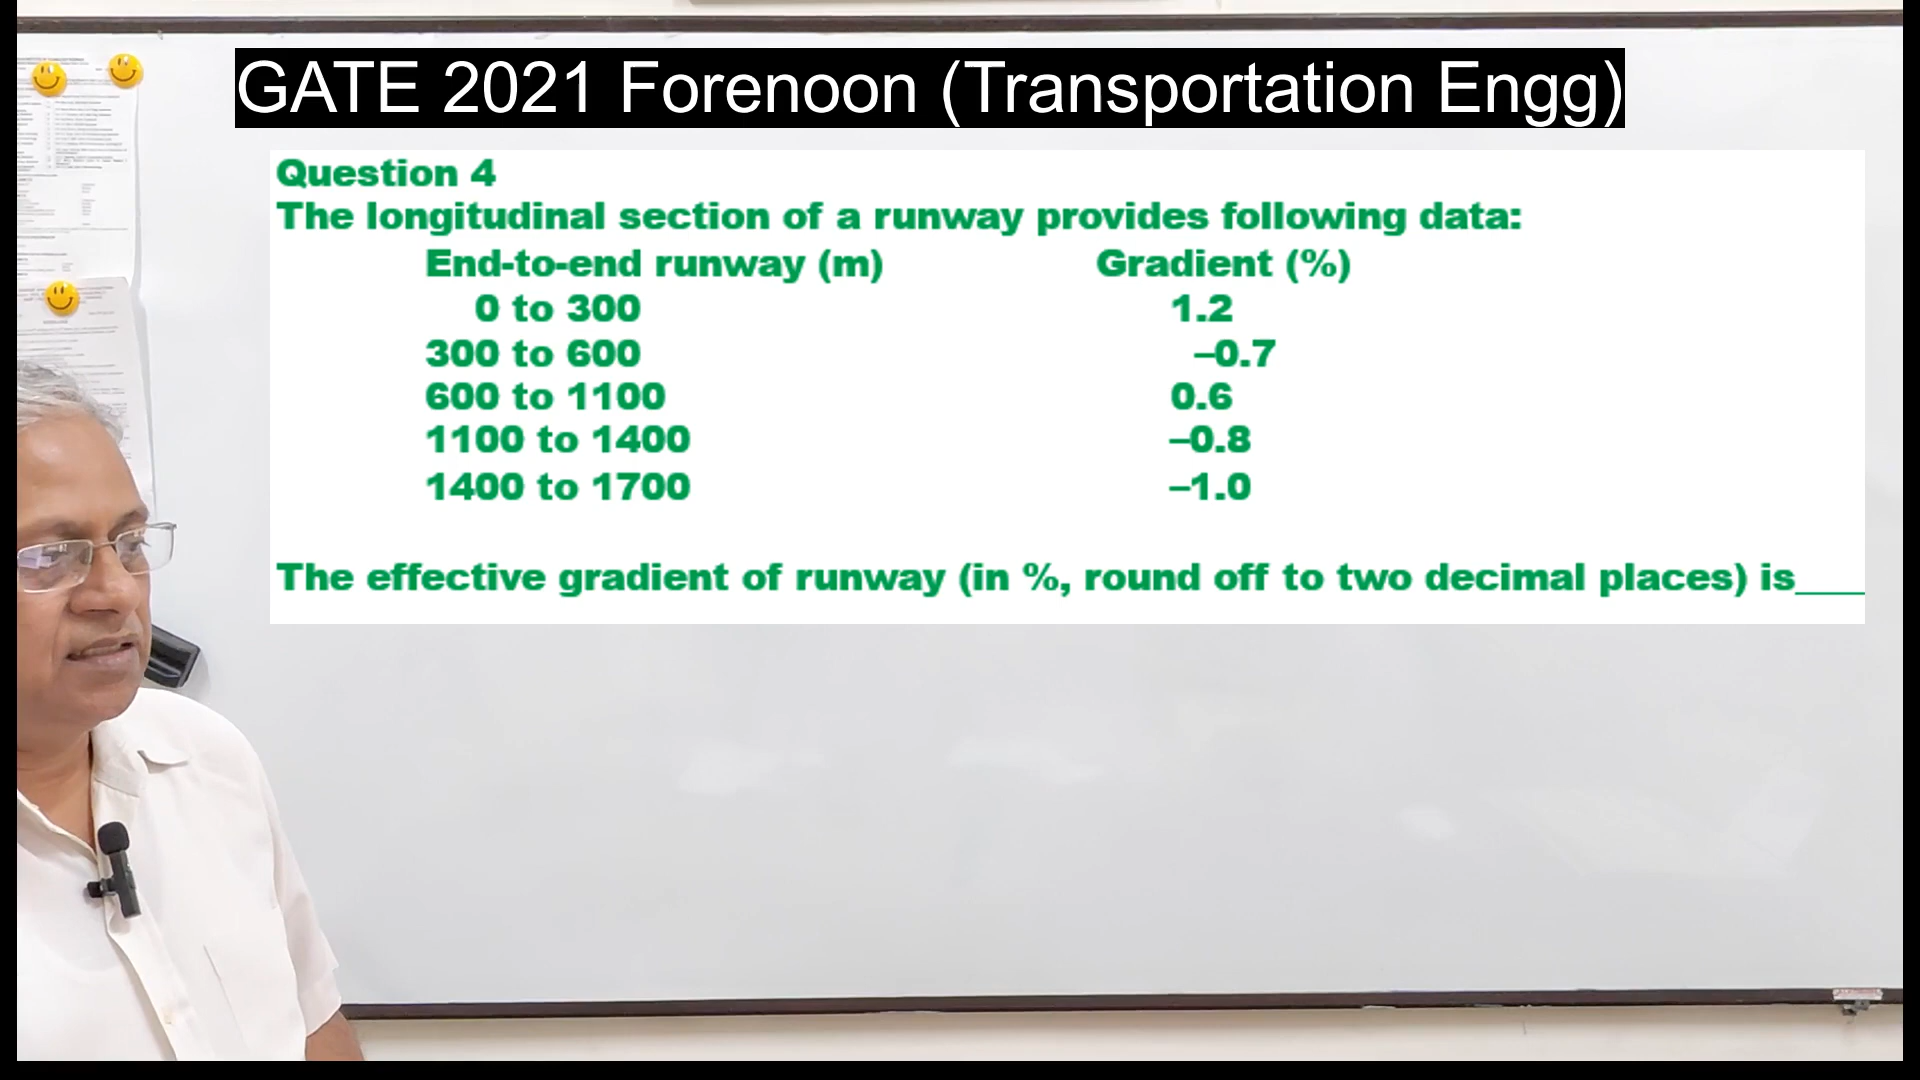 GATE 2021 Forenoon (Transportation Engg)
Question 4
The longitudinal section of a runway provides following data:
End-to-end runway (m) Gradient (%)
0 to 300 1.2
300 to 600 –0.7
600 to 1100 0.6
1100 to 1400 –0.8
1400 to 1700 –1.0
The effective gradient of runway (in %, round off to two decimal places) is____